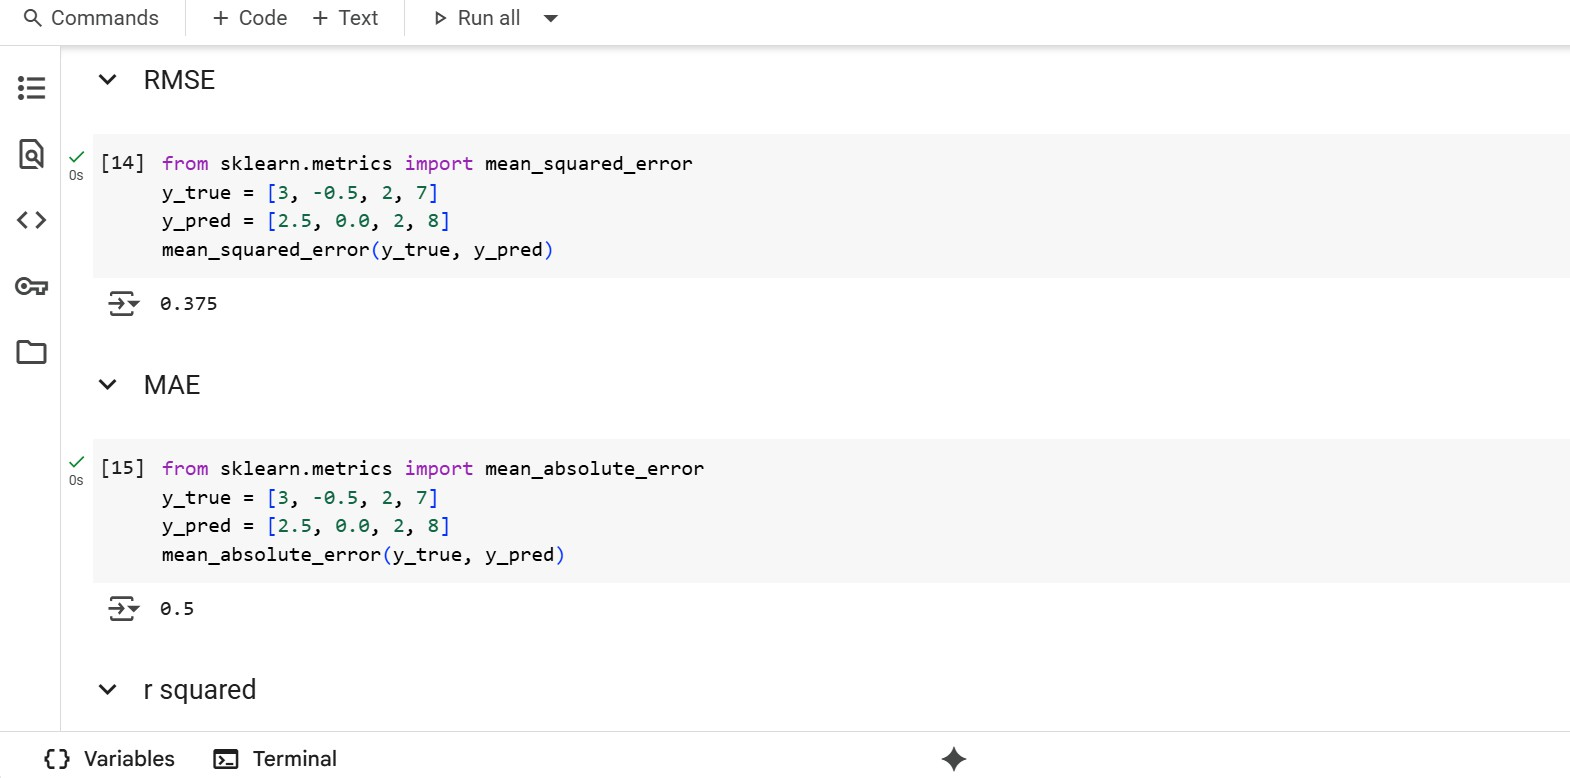 Commands + Code + Text Run all
RMSE
[14] from sklearn.metrics import mean_squared_error
0s
y_true = [3, -0.5, 2, 7]
y_pred = [2.5, 0.0, 2, 8]
mean_squared_error(y_true, y_pred)
0.375
MAE
[15] from sklearn.metrics import mean_absolute_error
0s
y_true = [3, -0.5, 2, 7]
y_pred = [2.5, 0.0, 2, 8]
mean_absolute_error(y_true, y_pred)
0.5
r squared
Variables Terminal